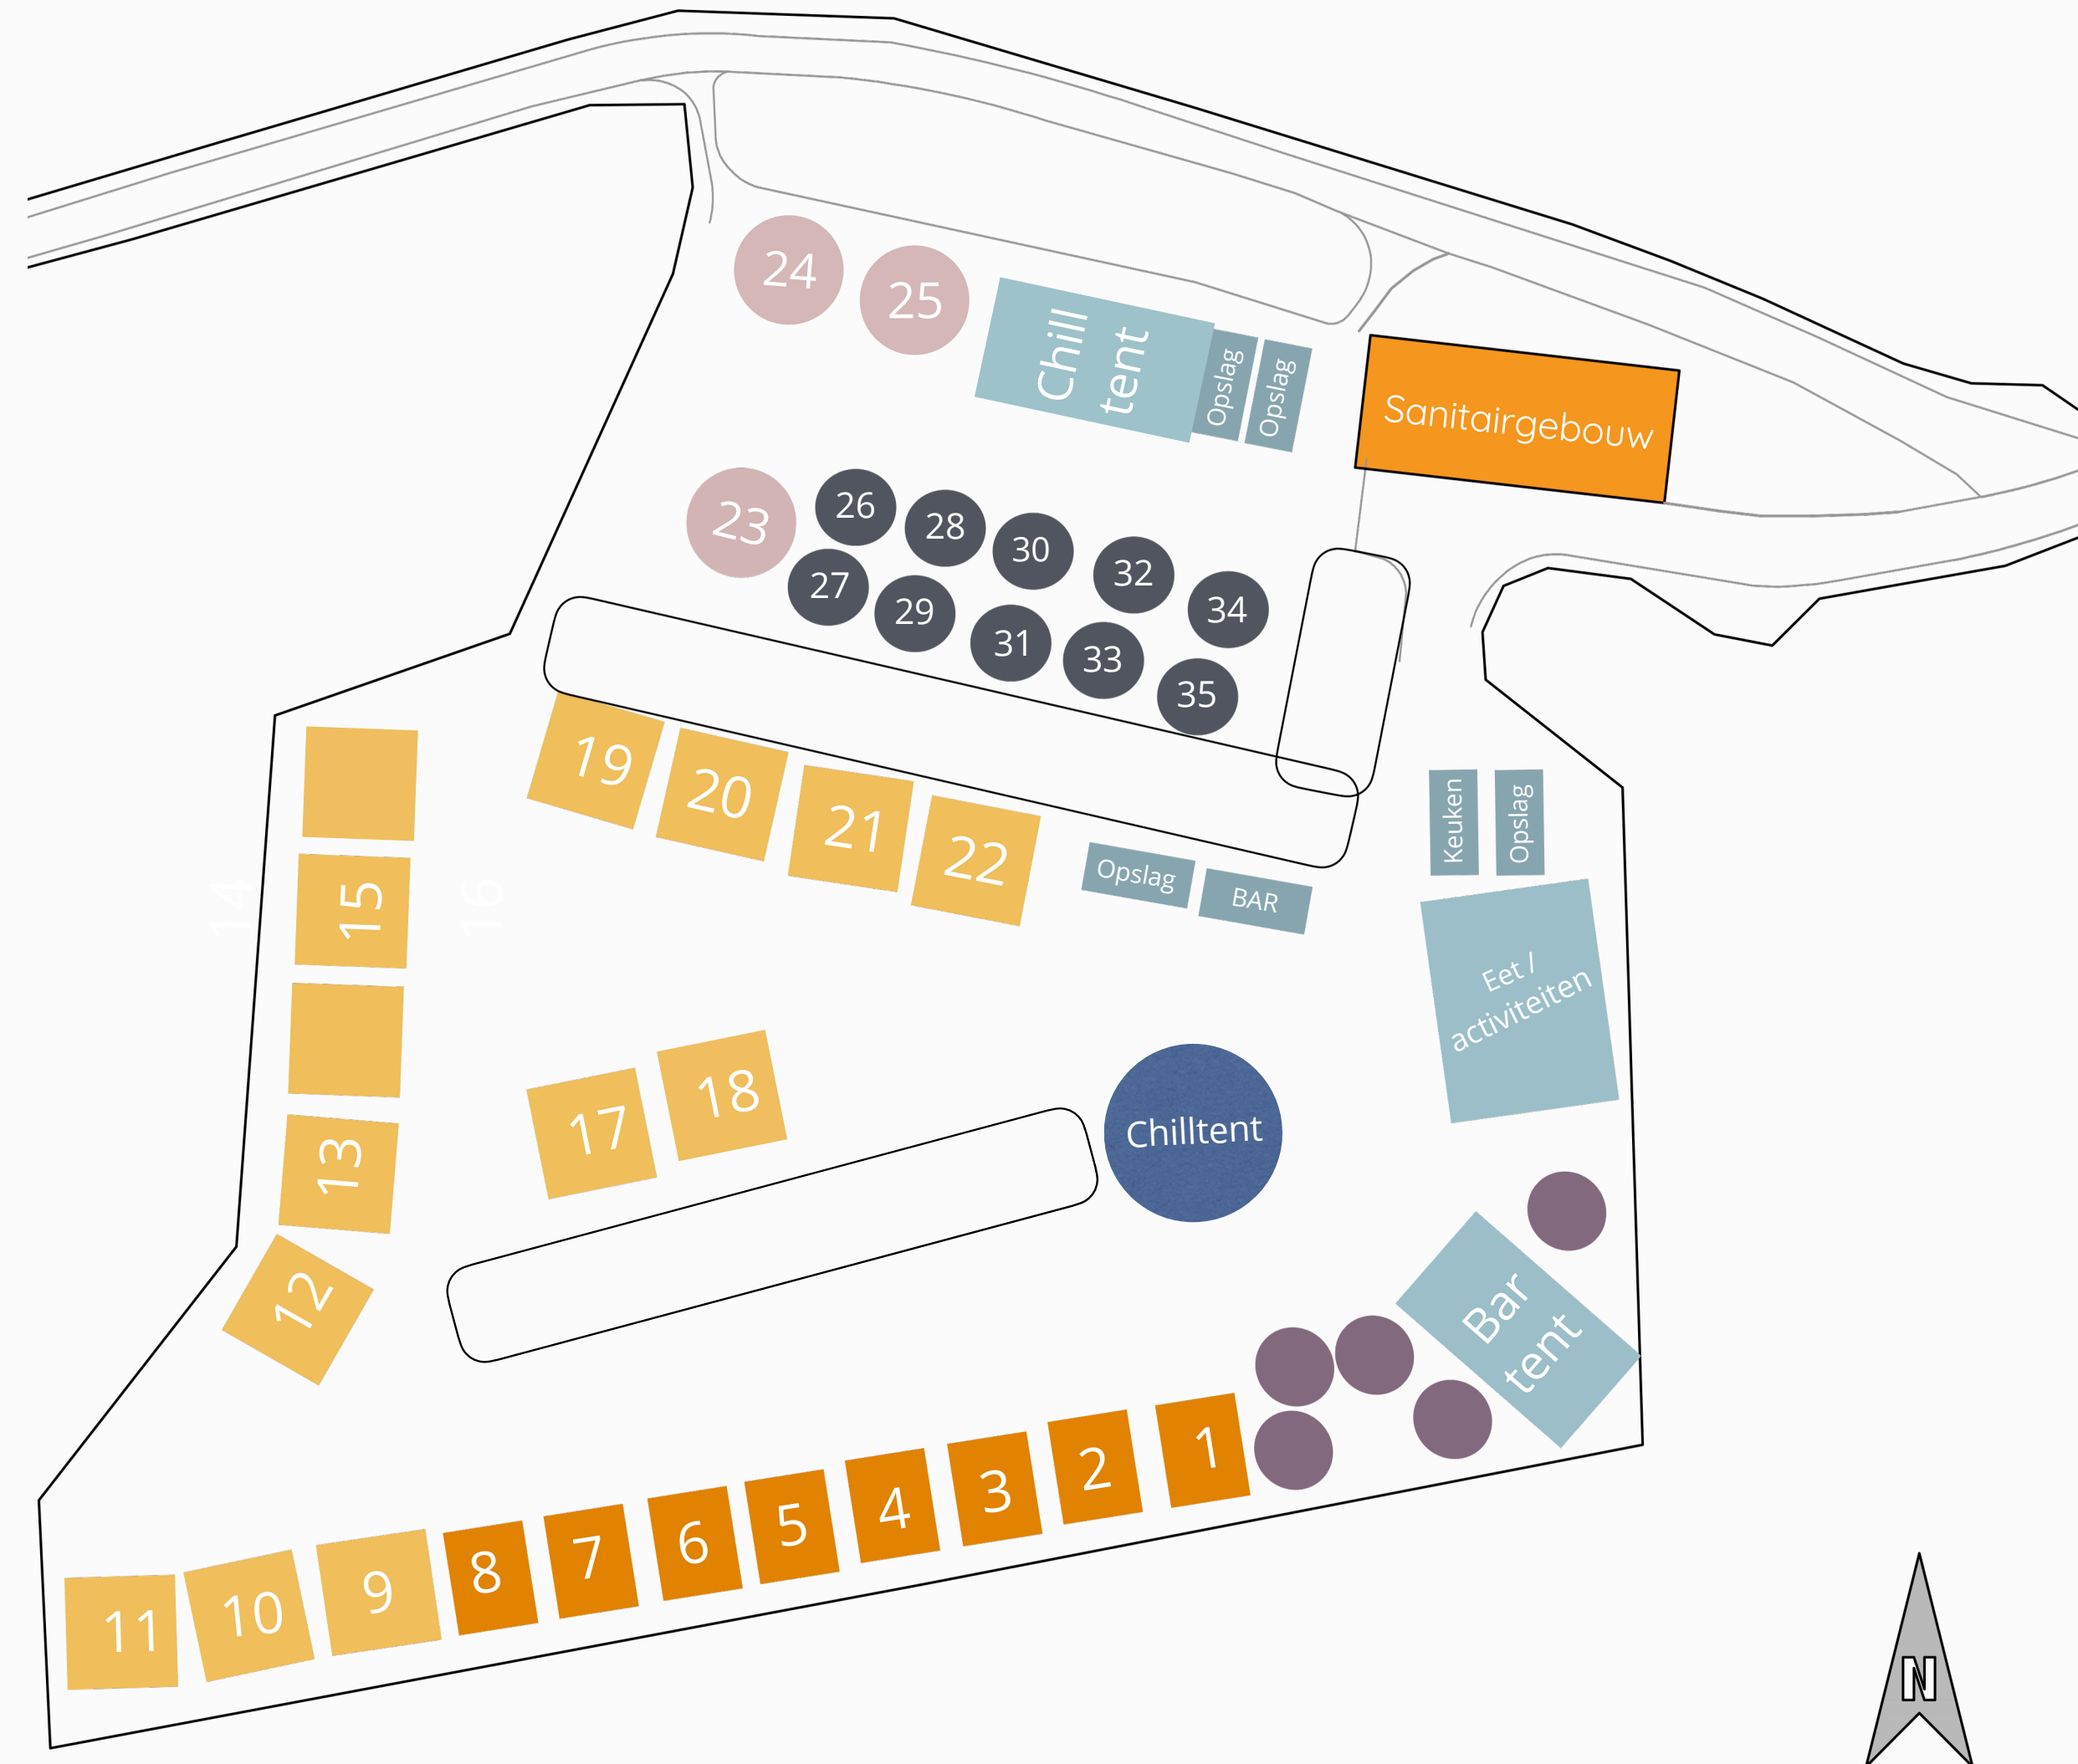 24
25
Chill
tent
Opslag
Opslag
Sanitairgebouw
23
26
28
30
32
34
27
29
31
33
35
19
20
21
22
Opslag
BAR
Keuken
Opslag
14
15
16
Eet /
activiteiten
17
18
Chilltent
13
12
Bar
tent
1
2
3
4
5
6
7
8
9
10
11
N